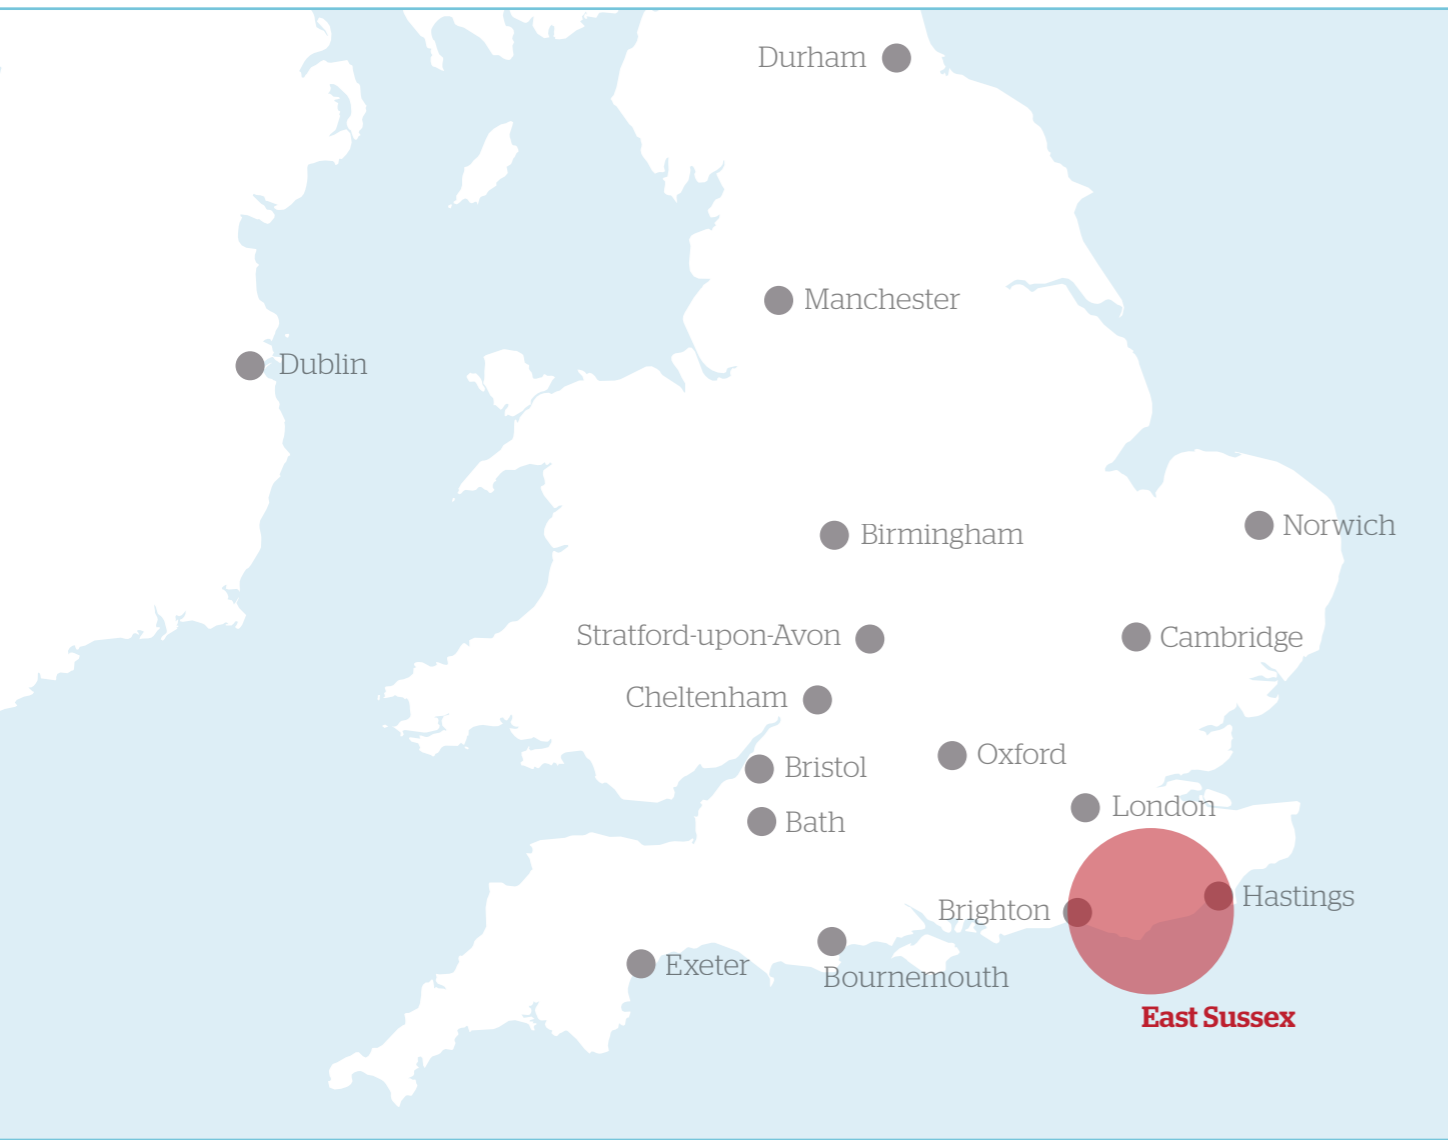 Durham
Manchester
Dublin
Norwich
Birmingham
Stratford-upon-Avon
Cambridge
Cheltenham
Oxford
Bristol
London
Bath
Hastings
Brighton
Exeter
Bournemouth
East Sussex